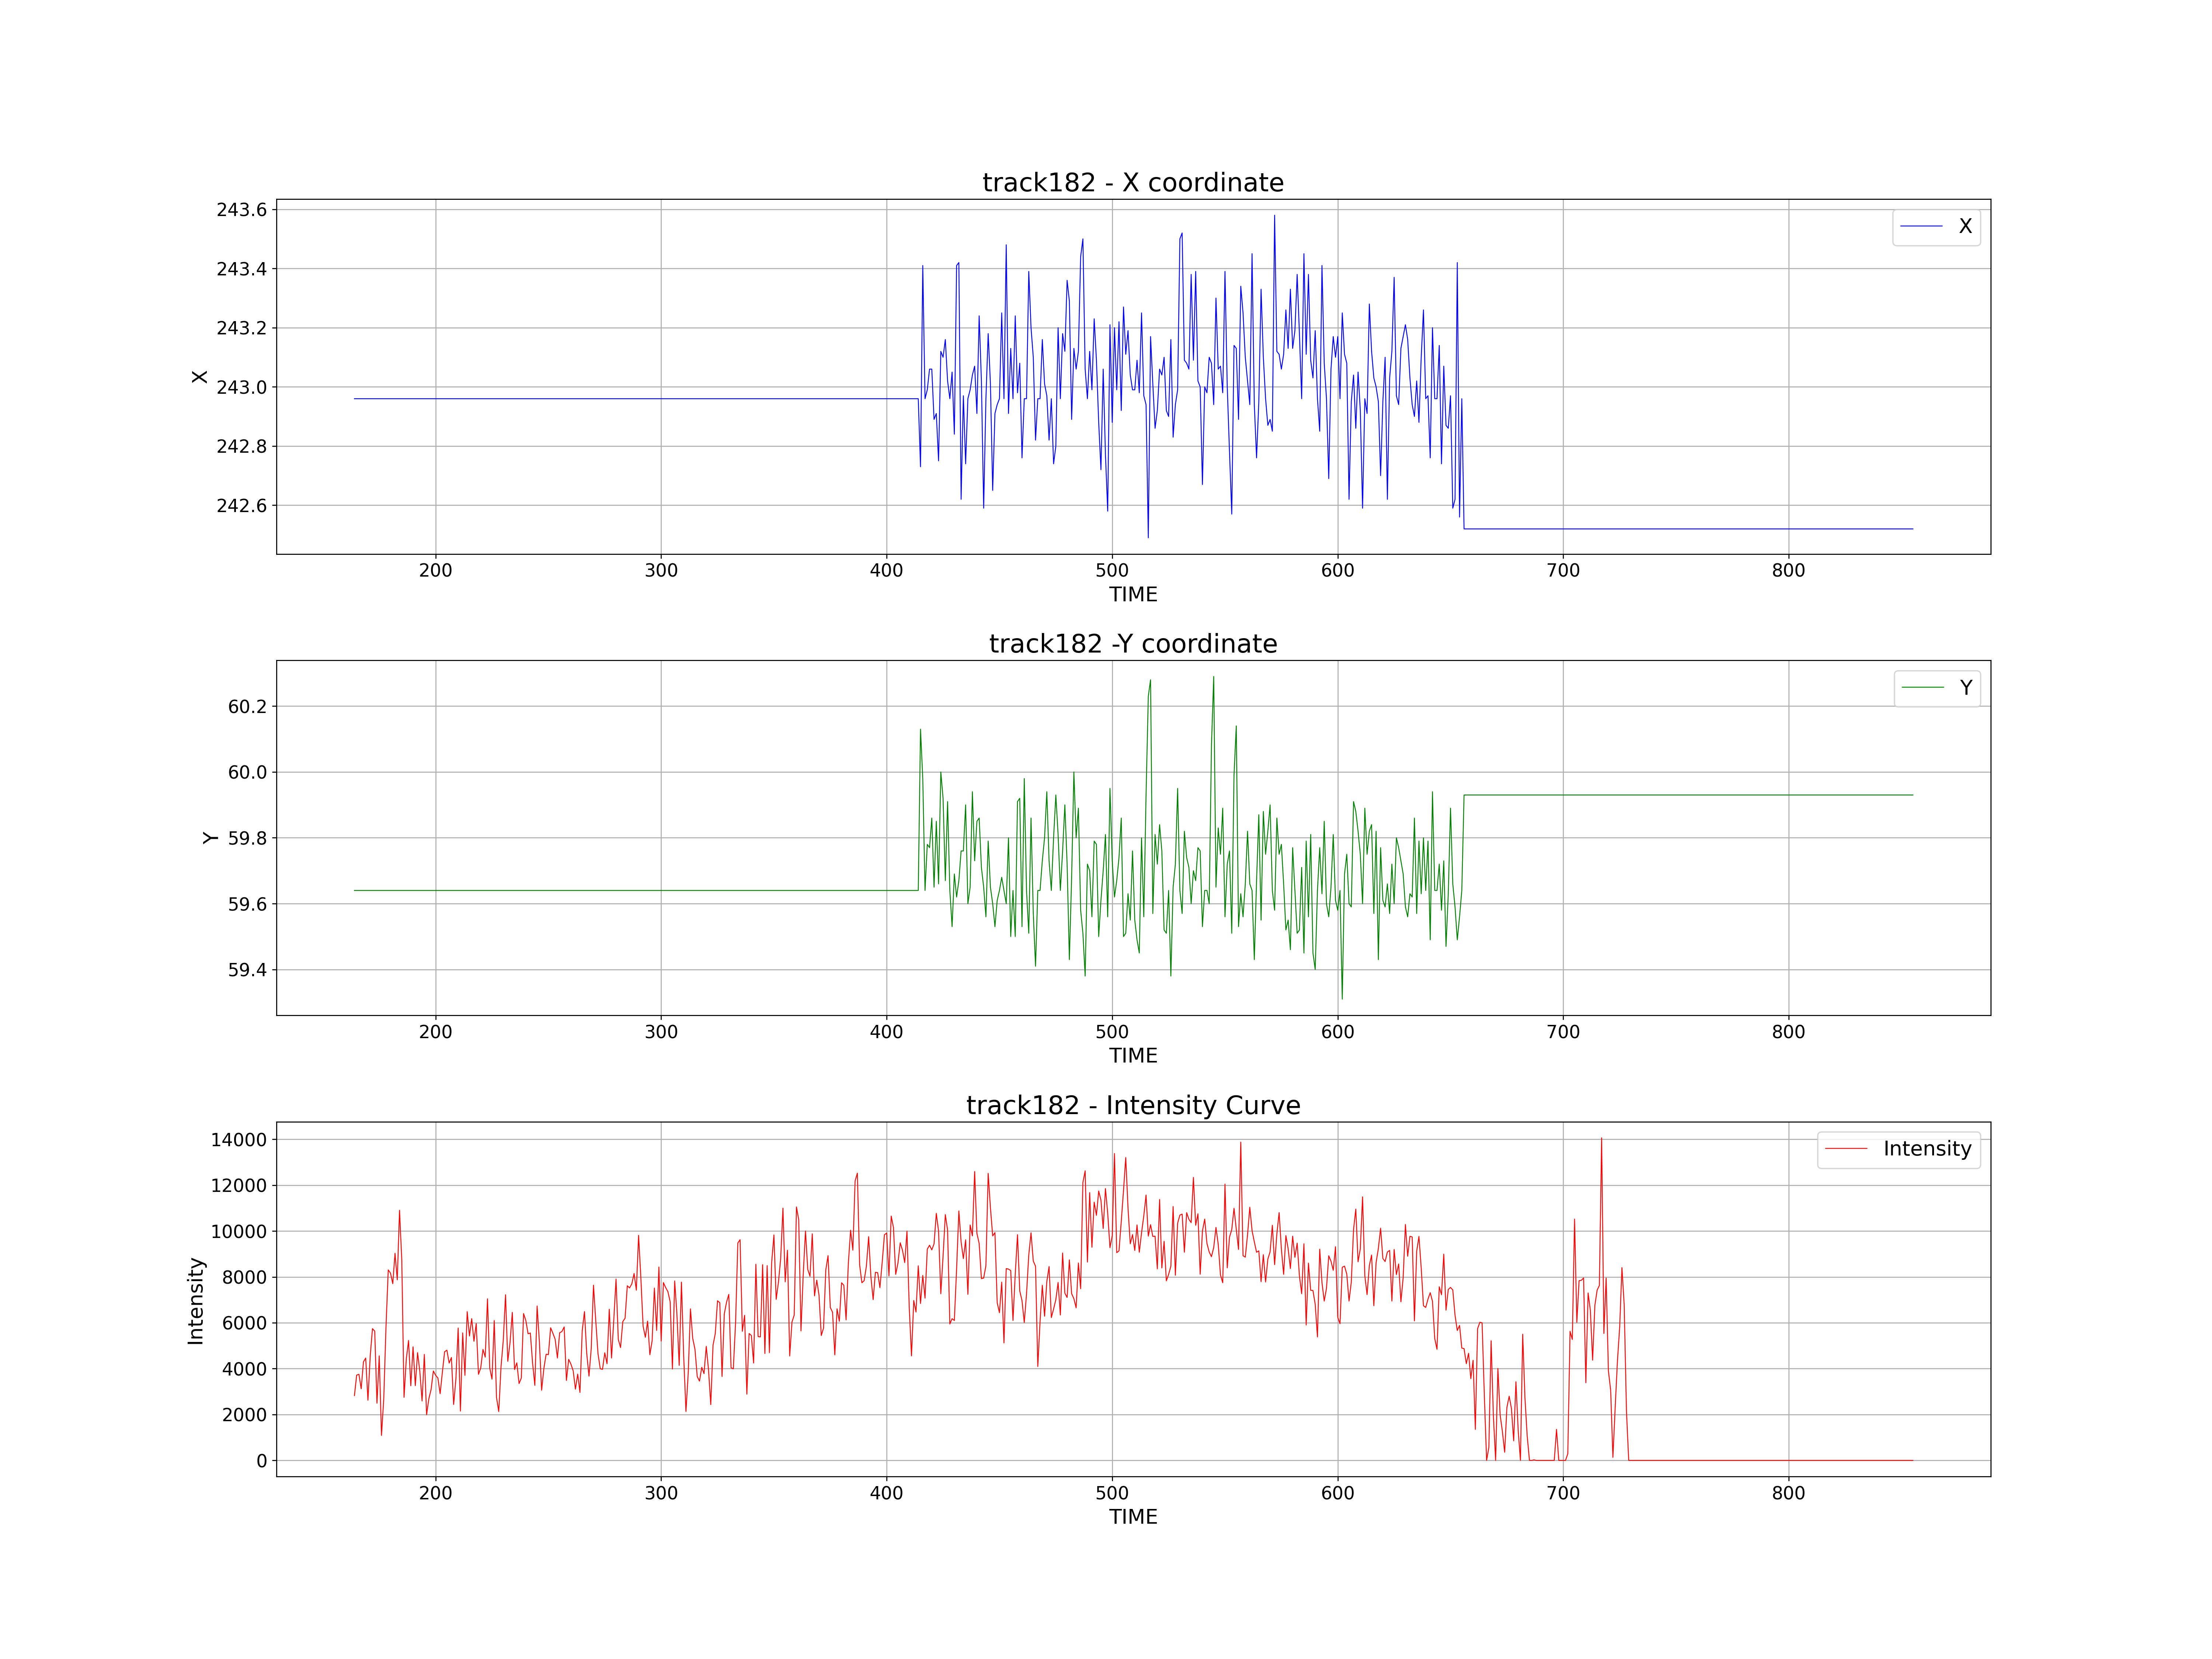 track182 - X coordinate
243.6
243.4
243.2
243.0
242.8
242.6
X
X
200 300 400 500 600 700 800
TIME
track182 -Y coordinate
60.2
60.0
59.8
59.6
59.4
Y
Y
200 300 400 500 600 700 800
TIME
track182 - Intensity Curve
14000
12000
10000
8000
6000
4000
2000
0
Intensity
Intensity
200 300 400 500 600 700 800
TIME